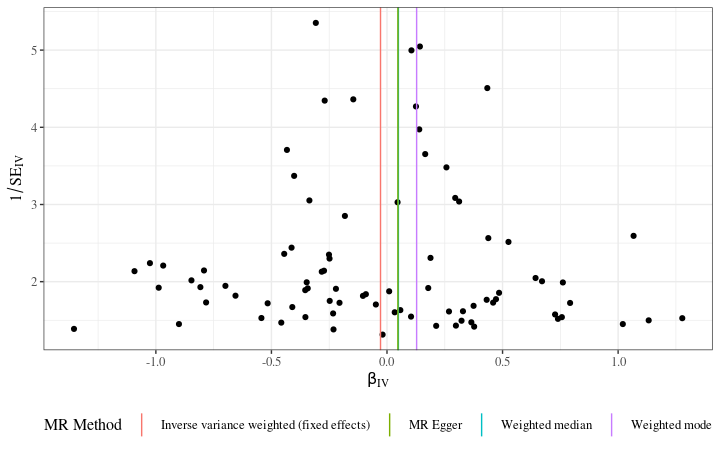 5
4
3
2
1/SE_IV
-1.0 -0.5 0.0 0.5 1.0
β_IV
MR Method Inverse variance weighted (fixed effects) MR Egger Weighted median Weighted mode